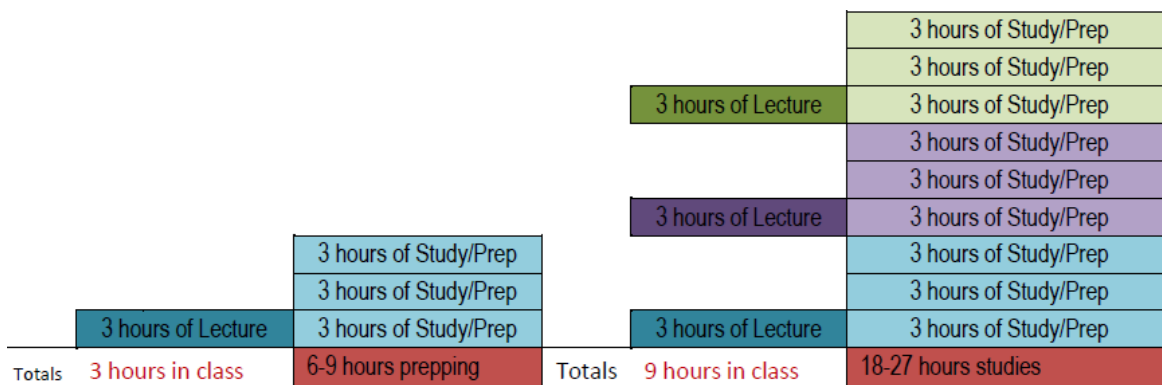 3 hours of Study/Prep
3 hours of Study/Prep
3 hours of Lecture 3 hours of Study/Prep
Totals 3 hours in class 6-9 hours prepping
3 hours of Study/Prep
3 hours of Study/Prep
3 hours of Lecture 3 hours of Study/Prep
3 hours of Study/Prep
3 hours of Study/Prep
3 hours of Lecture 3 hours of Study/Prep
3 hours of Study/Prep
3 hours of Study/Prep
3 hours of Lecture 3 hours of Study/Prep
Totals 9 hours in class 18-27 hours studies